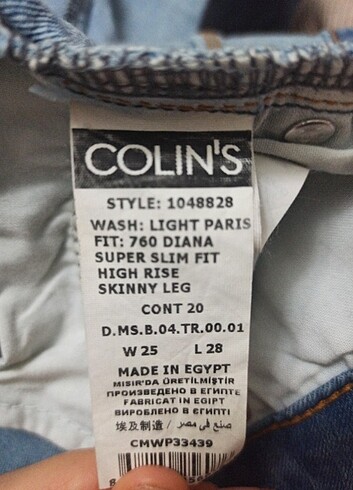 COLIN'S
STYLE: 1048828
WASH: LIGHT PARIS
FIT: 760 DIANA
SUPER SLIM FIT
HIGH RISE
SKINNY LEG
CONT 20
D.MS.B.04.TR.00.01
W 25 L 28
MADE IN EGYPT
MISIR'DA ÜRETİLMİŞTİR
ПРОИЗВЕДЕНО В ЕГИПТЕ
FABRICAT IN EGIPT
ВИРОБЛЕНО В ЄГИПТІ
埃及制造 / صنع في مصر
CMWP33439